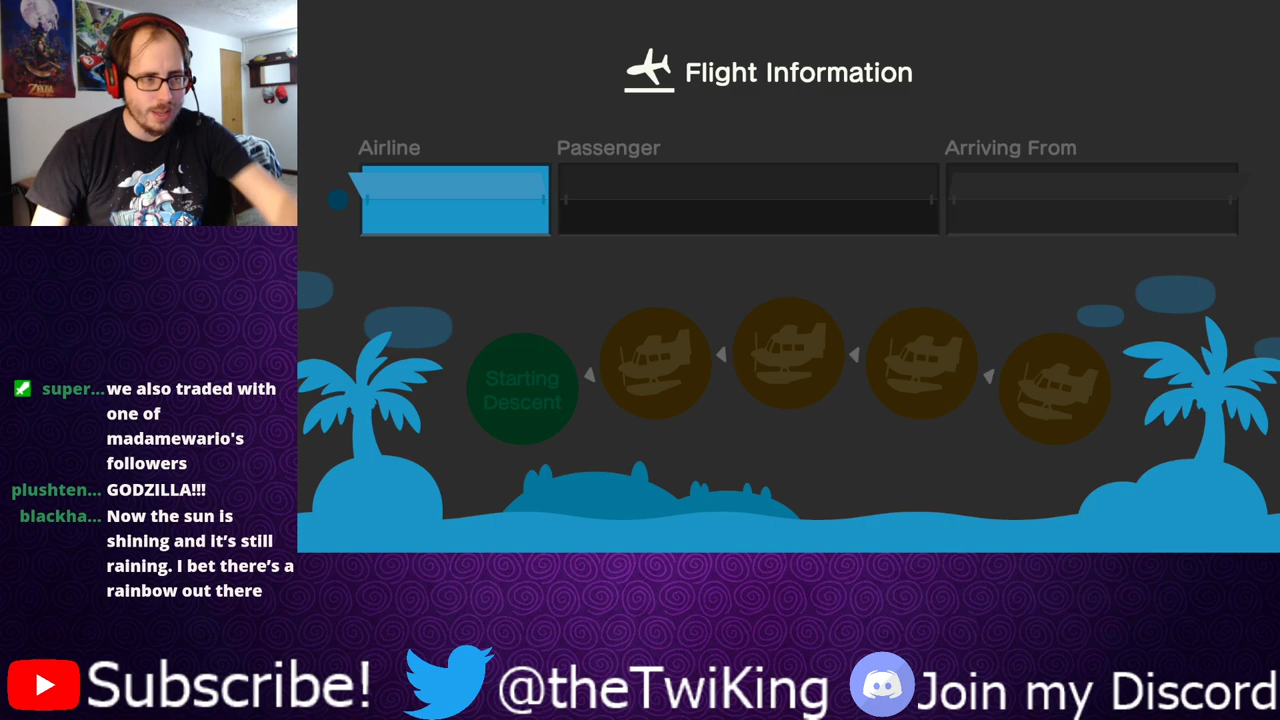 ZELDA
Flight Information
Airline
Passenger
Arriving From
Starting
Descent
super... we also traded with
one of
madamewario's
followers
plushten... GODZILLA!!!
blackha... Now the sun is
shining and it's still
raining. I bet there's a
rainbow out there
Subscribe!
@theTwiKing
Join my Discord